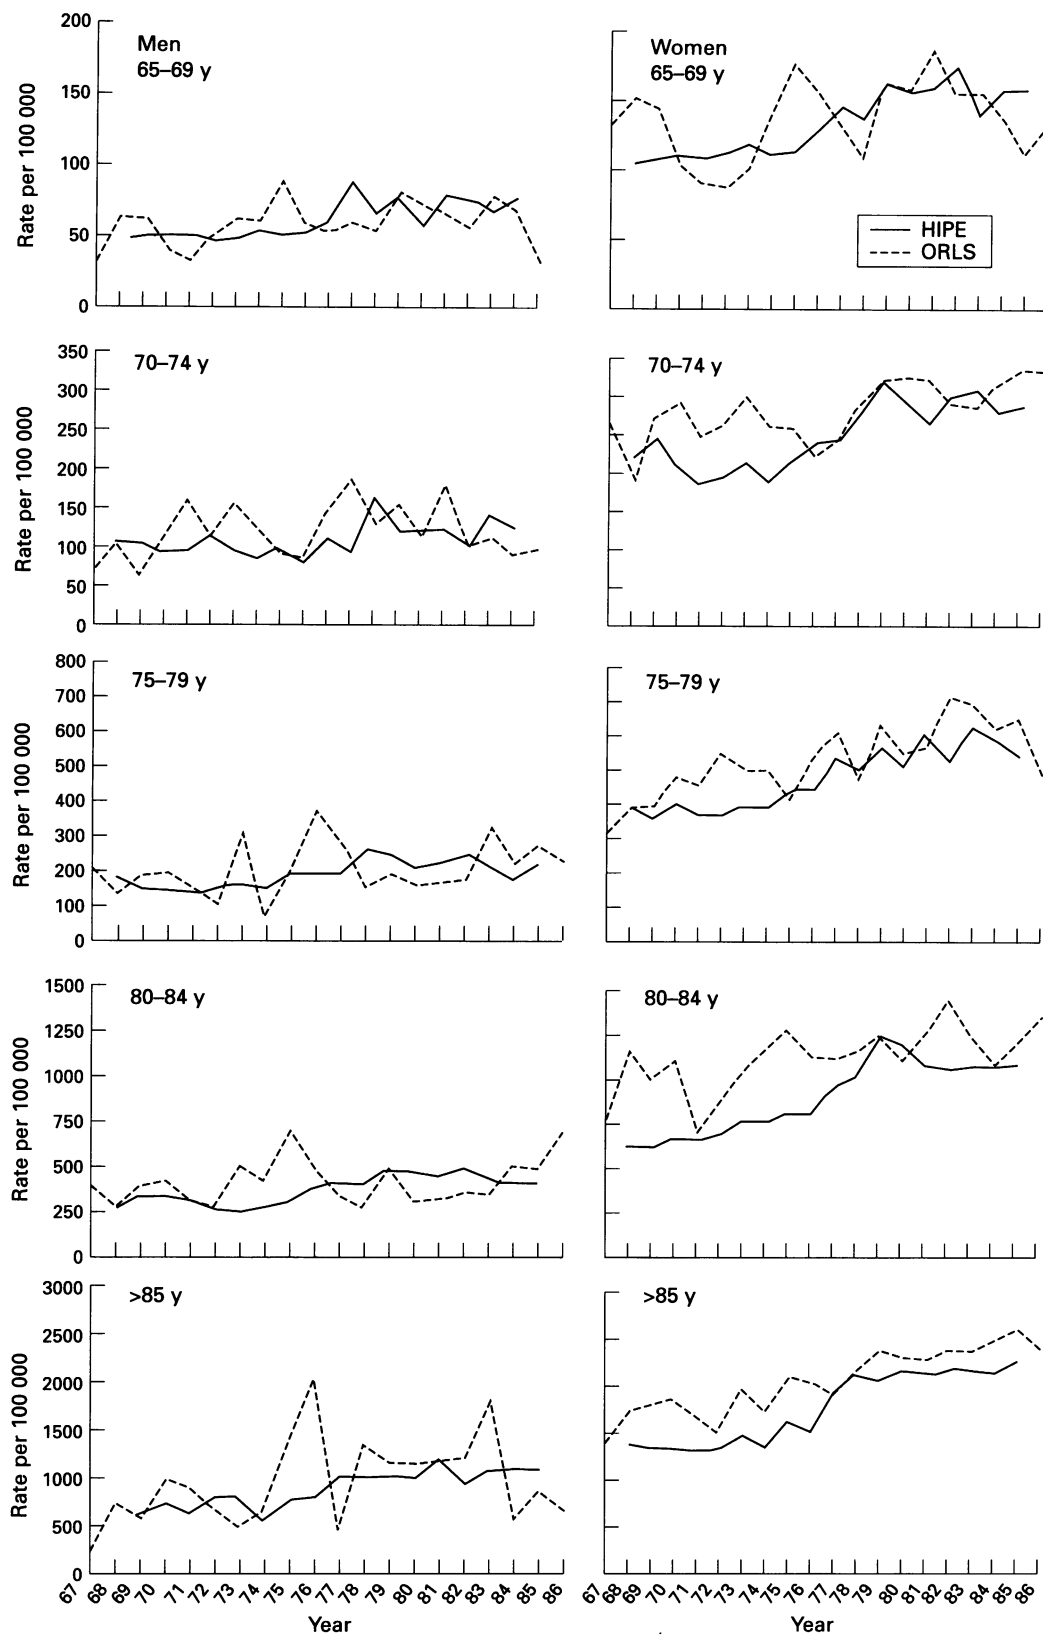 200
Men
65–69 y
150
100
50
0
Rate per 100 000
Women
65–69 y
HIPE
ORLS
350
70–74 y
300
250
200
150
100
50
0
Rate per 100 000
70–74 y
800
75–79 y
700
600
500
400
300
200
100
0
Rate per 100 000
75–79 y
1500
80–84 y
1250
1000
750
500
250
0
Rate per 100 000
80–84 y
3000
>85 y
2500
2000
1500
1000
500
0
Rate per 100 000
>85 y
67 68 69 70 71 72 73 74 75 76 77 78 79 80 81 82 83 84 85 86
Year
67 68 69 70 71 72 73 74 75 76 77 78 79 80 81 82 83 84 85 86
Year